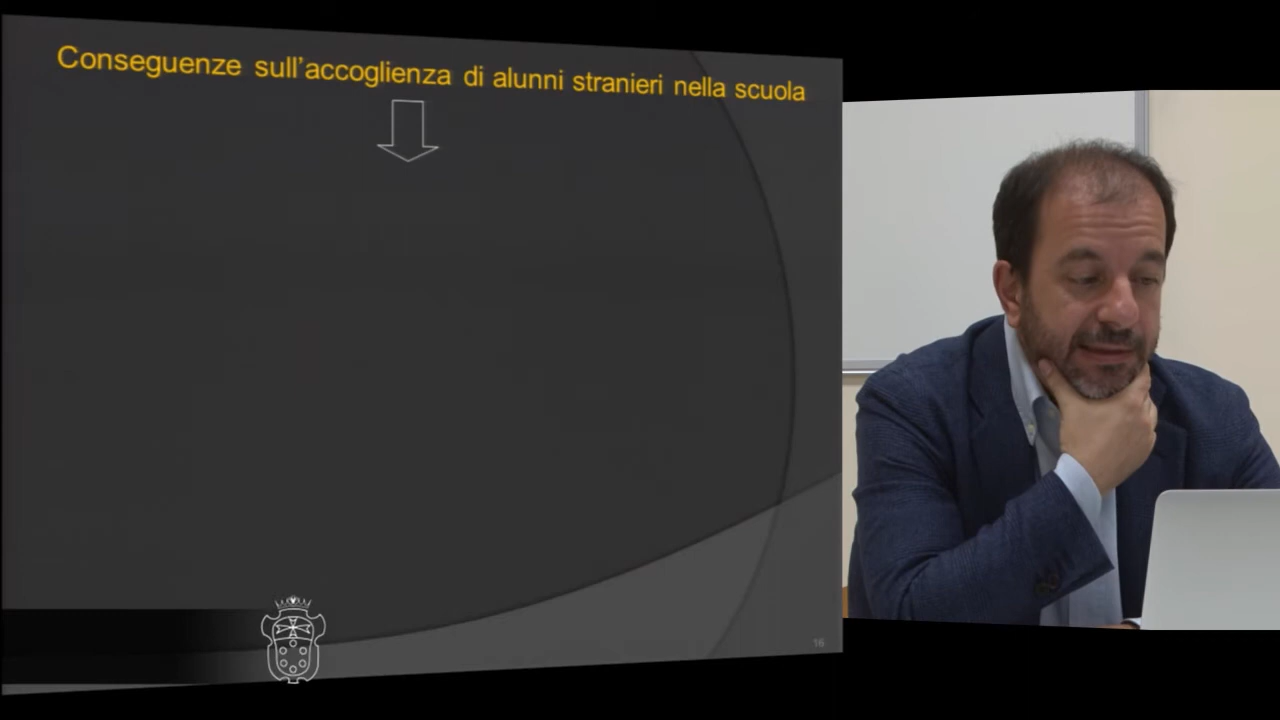 Conseguenze sull’accoglienza di alunni stranieri nella scuola
16